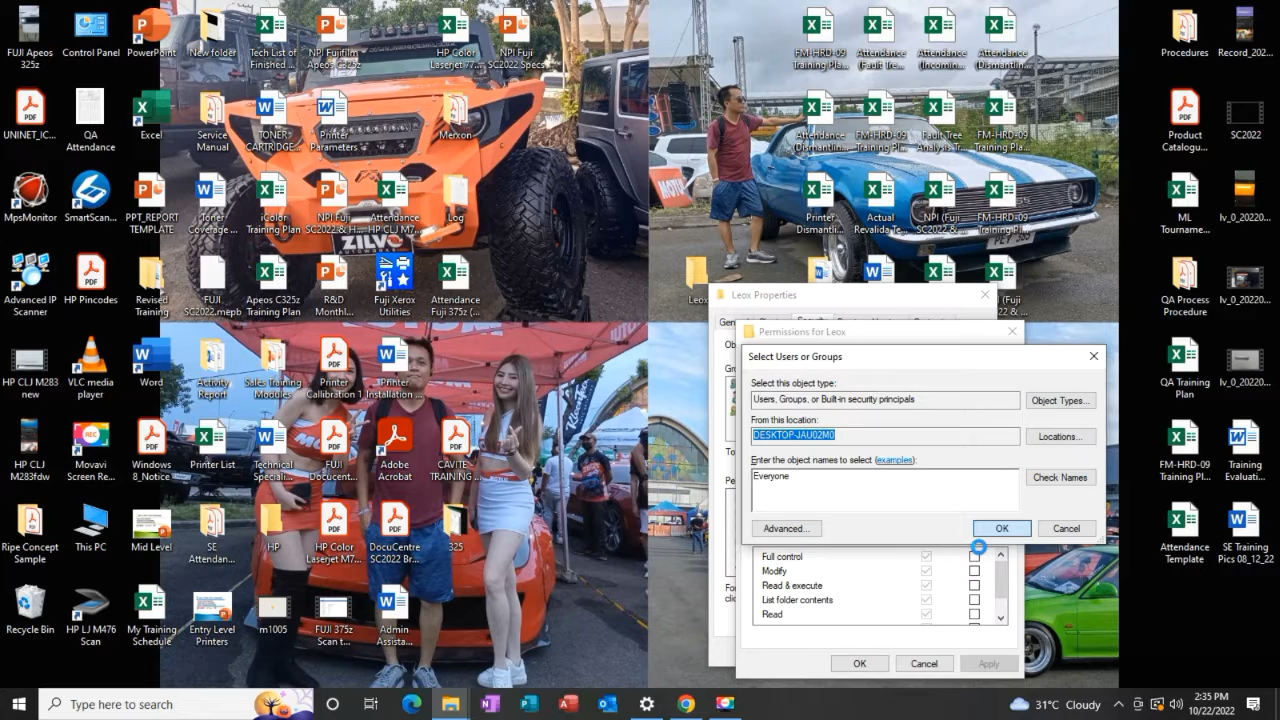 FUJI Apeos
325z
Control Panel
PowerPoint
New folder
Tech List of
Finished ...
NPI Fujifilm
Apeos C325z
HP Color
Laserjet 77...
NPI Fuji
SC2022 Specs
FM-HRD-09
Training Pla...
Attendance
(Fault Tre...
Attendance
(Incomin...
Attendance
(Dismantlin...
Procedures
Record_202...
UNINET_IC...
QA
Attendance
Excel
Service
Manual
TONER
CARTRIDGE...
Printer
Parameters
Merxon
Attendance
(Dismantlin...
FM-HRD-09
Training Pla...
Fault Tree
Analysis Tr...
FM-HRD-09
Training Pla...
Product
Catalogu...
SC2022
MpsMonitor
SmartScan...
PPT_REPORT
TEMPLATE
Toner
Coverage ...
iColor
Training Plan
NPI Fuji
SC2022 & H...
Attendance
HP CLJ M7...
Log
ZILVO
AUTOWORKS
Printer
Dismantli...
Actual
Revalida Te...
NPI (Fuji
SC2022 & ...
FM-HRD-09
Training Pla...
ML
Tourname...
lv_0_20220...
Advanced IP
Scanner
HP Pincodes
Revised
Training
FUJI
SC2022.mepb
Apeos C325z
Training Plan
R&D
Monthl...
Fuji Xerox
Utilities
Attendance
Fuji 375z (...
Leox
QA Process
Procedure
lv_0_20220...
HP CLJ M283
new
VLC media
player
Word
Activity
Report
Sales Training
Modules
Printer
Callibration 1
Printer
Installation ...
QA Training
Plan
lv_0_20220...
HP CLJ
M283fdw
Movavi
Screen Re...
Windows
8_Notice
Printer List
Technical
Specificati...
FUJI
Document...
Adobe
Acrobat
CAVITE
TRAINING ...
FM-HRD-09
Training Pl...
Training
Evaluati...
Ripe Concept
Sample
This PC
Mid Level
SE
Attendan...
HP
HP Color
Laserjet M7...
DocuCentre
SC2022 Br...
325
Attendance
Template
SE Training
Pics 08_12_22
Recycle Bin
HP LJ M476
Scan
My Training
Schedule
Entry Level
Printers
m1005
FUJI 375z
Scan t...
Admin
Assista...
Leox Properties
Permissions for Leox
Select Users or Groups
Select this object type:
Users, Groups, or Built-in security principals
Object Types...
From this location:
DESKTOP-JAU02M0
Locations...
Enter the object names to select (examples):
Everyone
Check Names
Advanced...
OK
Cancel
Full control
Modify
Read & execute
List folder contents
Read
OK
Cancel
Apply
Type here to search
31°C Cloudy
2:35 PM
10/22/2022